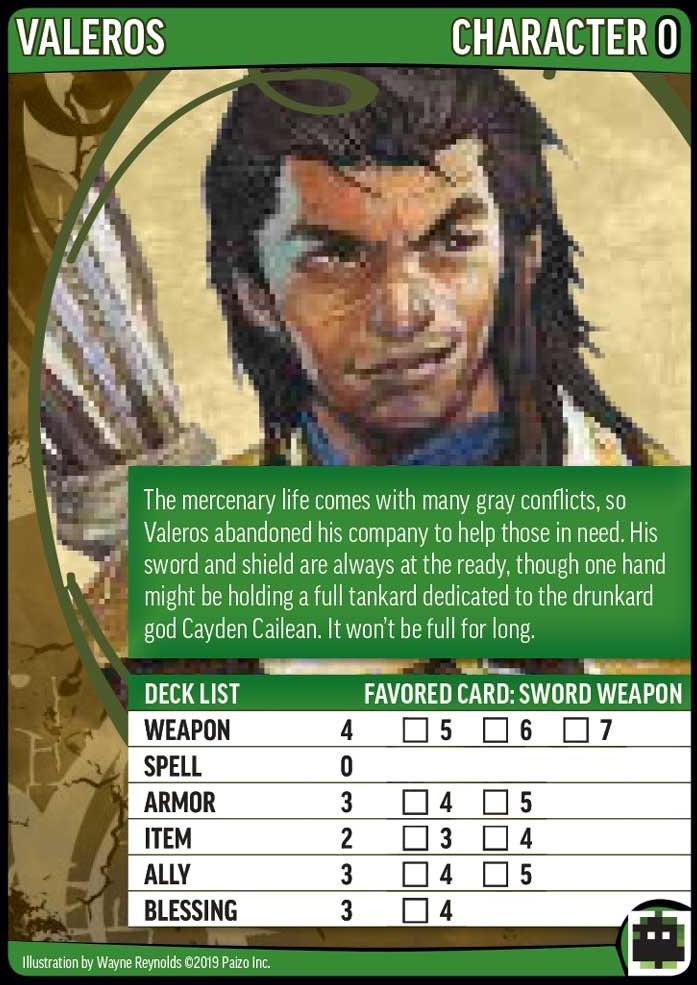 VALEROS CHARACTER 0
The mercenary life comes with many gray conflicts, so
Valeros abandoned his company to help those in need. His
sword and shield are always at the ready, though one hand
might be holding a full tankard dedicated to the drunkard
god Cayden Cailean. It won't be full for long.
DECK LIST FAVORED CARD: SWORD WEAPON
WEAPON 4 ☐ 5 ☐ 6 ☐ 7
SPELL 0
ARMOR 3 ☐ 4 ☐ 5
ITEM 2 ☐ 3 ☐ 4
ALLY 3 ☐ 4 ☐ 5
BLESSING 3 ☐ 4
Illustration by Wayne Reynolds ©2019 Paizo Inc.